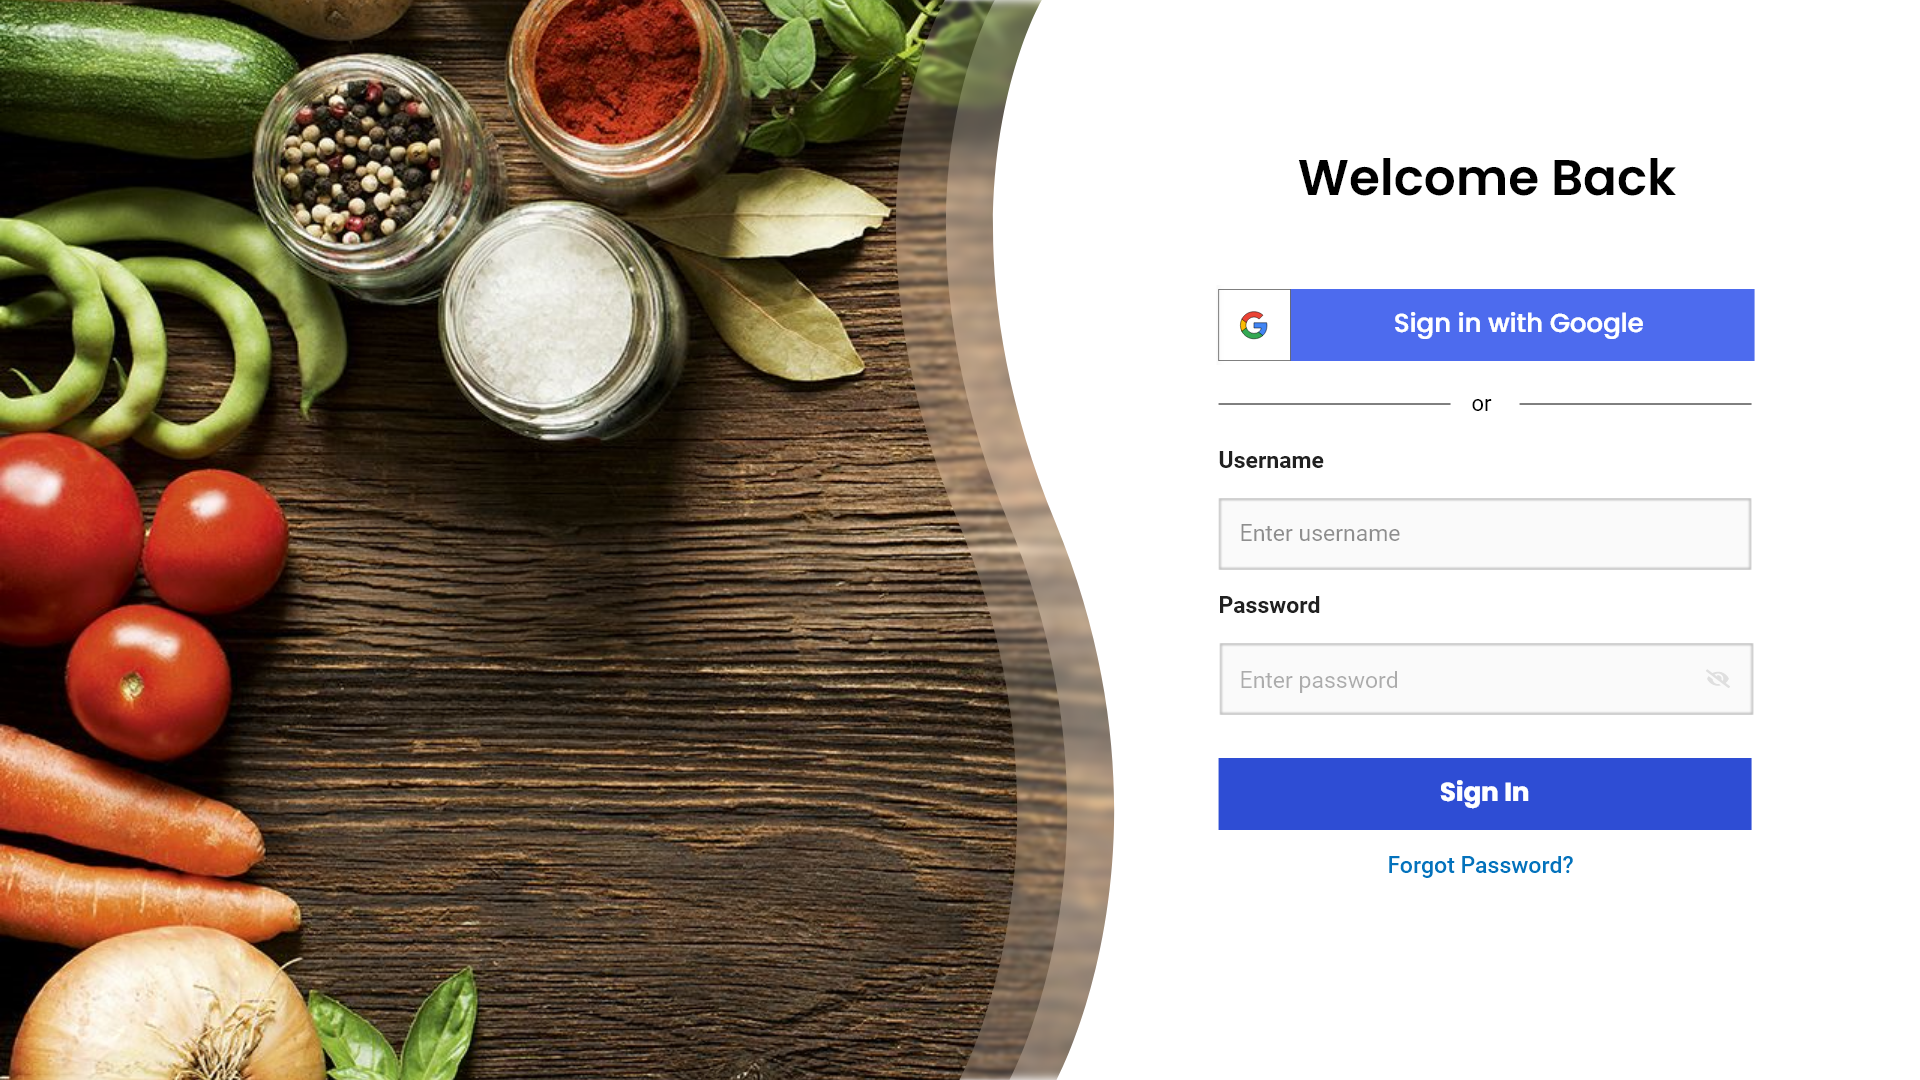 Welcome Back
Sign in with Google
or
Username
Enter username
Password
Enter password
Sign In
Forgot Password?